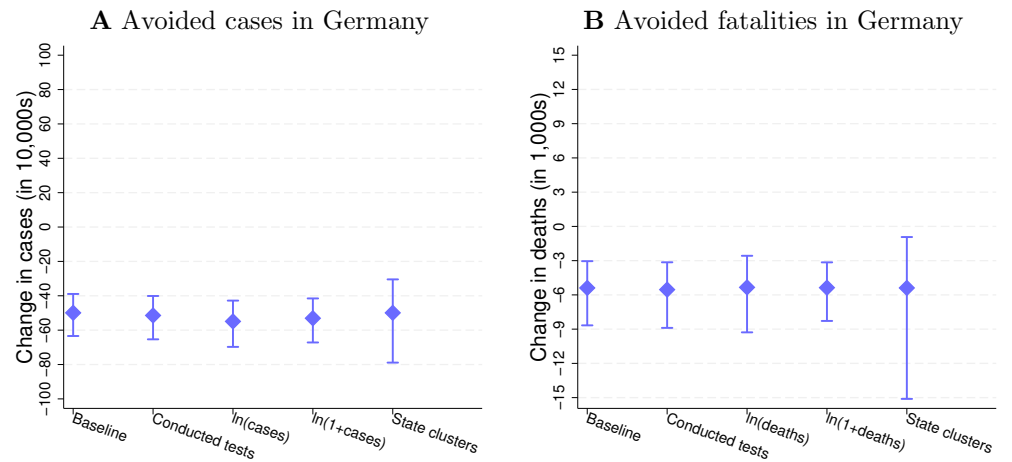 A Avoided cases in Germany
Change in cases (in 10,000s)
100
80
60
40
20
0
−20
−40
−60
−80
−100
Baseline
Conducted tests
ln(cases)
ln(1+cases)
State clusters
B Avoided fatalities in Germany
Change in deaths (in 1,000s)
15
12
9
6
3
0
−3
−6
−9
−12
−15
Baseline
Conducted tests
ln(deaths)
ln(1+deaths)
State clusters